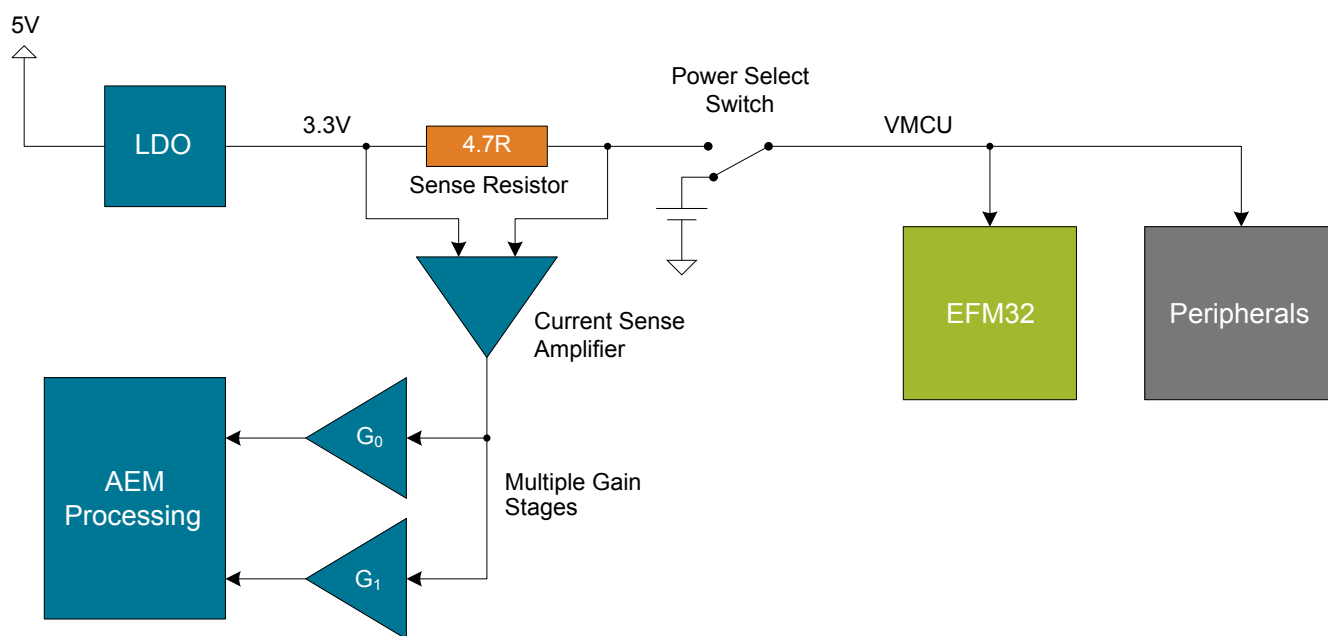 5V
LDO
3.3V
4.7R
Sense Resistor
Power Select
Switch
VMCU
EFM32
Peripherals
Current Sense
Amplifier
AEM
Processing
G₀
Multiple Gain
Stages
G₁